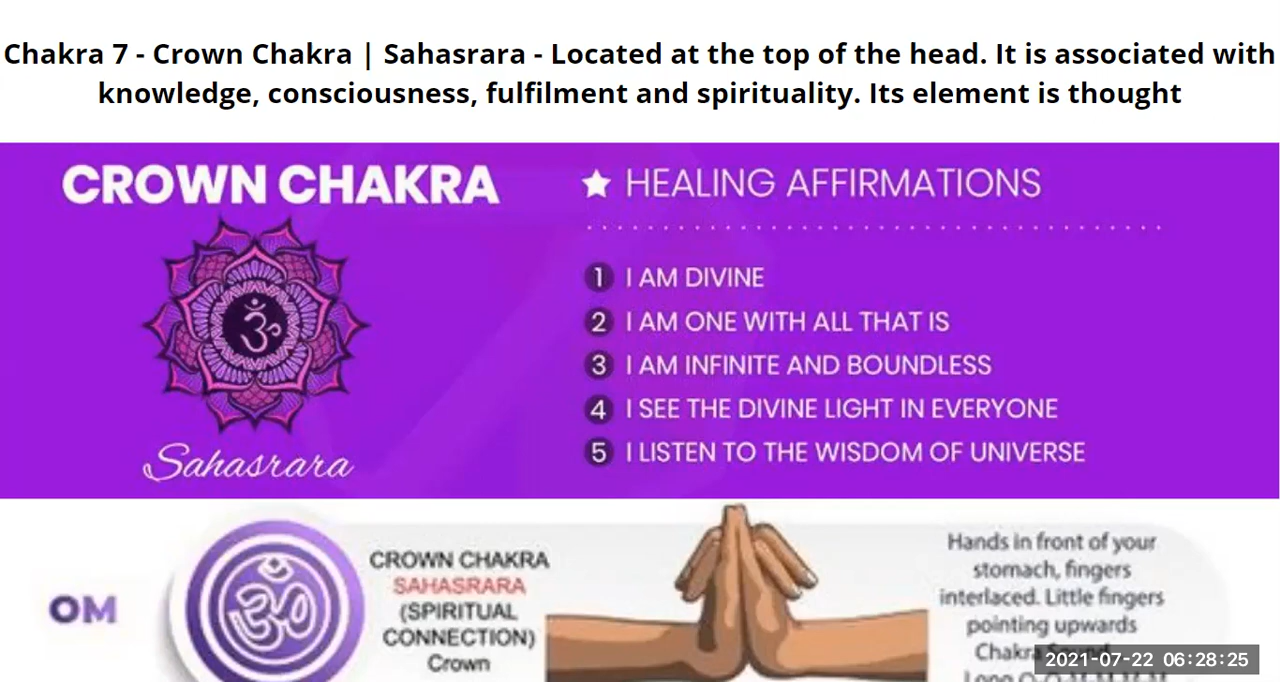 Chakra 7 - Crown Chakra | Sahasrara - Located at the top of the head. It is associated with
knowledge, consciousness, fulfilment and spirituality. Its element is thought
CROWN CHAKRA
ॐ
Sahasrara
★ HEALING AFFIRMATIONS
1 I AM DIVINE
2 I AM ONE WITH ALL THAT IS
3 I AM INFINITE AND BOUNDLESS
4 I SEE THE DIVINE LIGHT IN EVERYONE
5 I LISTEN TO THE WISDOM OF UNIVERSE
OM
ॐ
CROWN CHAKRA
SAHASRARA
(SPIRITUAL
CONNECTION)
Crown
Hands in front of your
stomach, fingers
interlaced. Little fingers
pointing upwards
Chakra Sound
2021-07-22 06:28:25